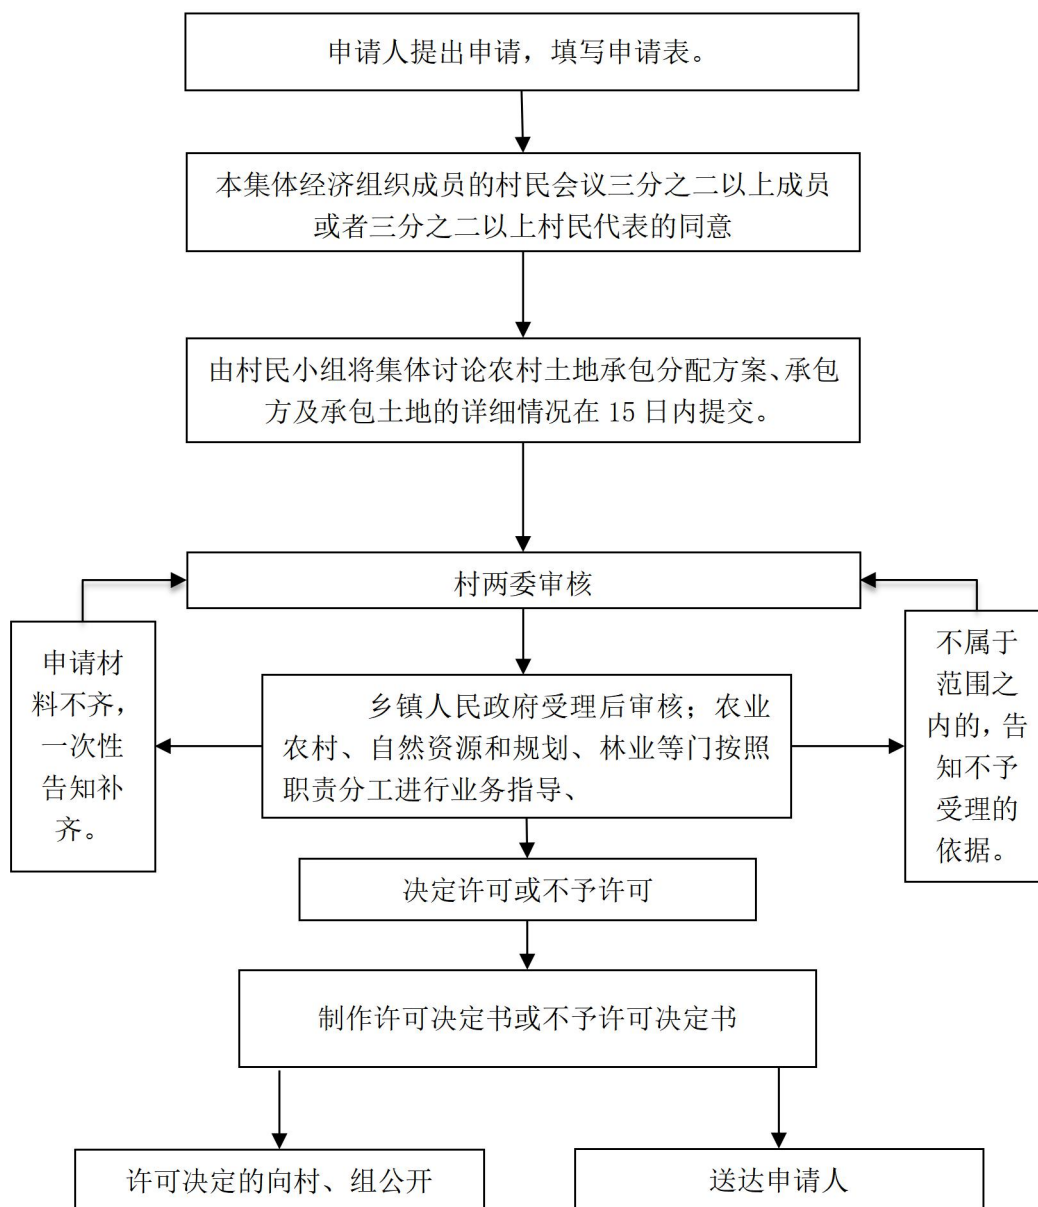 申请人提出申请，填写申请表。
本集体经济组织成员的村民会议三分之二以上成员
或者三分之二以上村民代表的同意
由村民小组将集体讨论农村土地承包分配方案、承包
方及承包土地的详细情况在 15 日内提交。
村两委审核
申请材
料不齐，
一次性
告知补
齐。
乡镇人民政府受理后审核；农业
农村、自然资源和规划、林业等门按照
职责分工进行业务指导、
不属于
范围之
内的，告
知不予
受理的
依据。
决定许可或不予许可
制作许可决定书或不予许可决定书
许可决定的向村、组公开
送达申请人